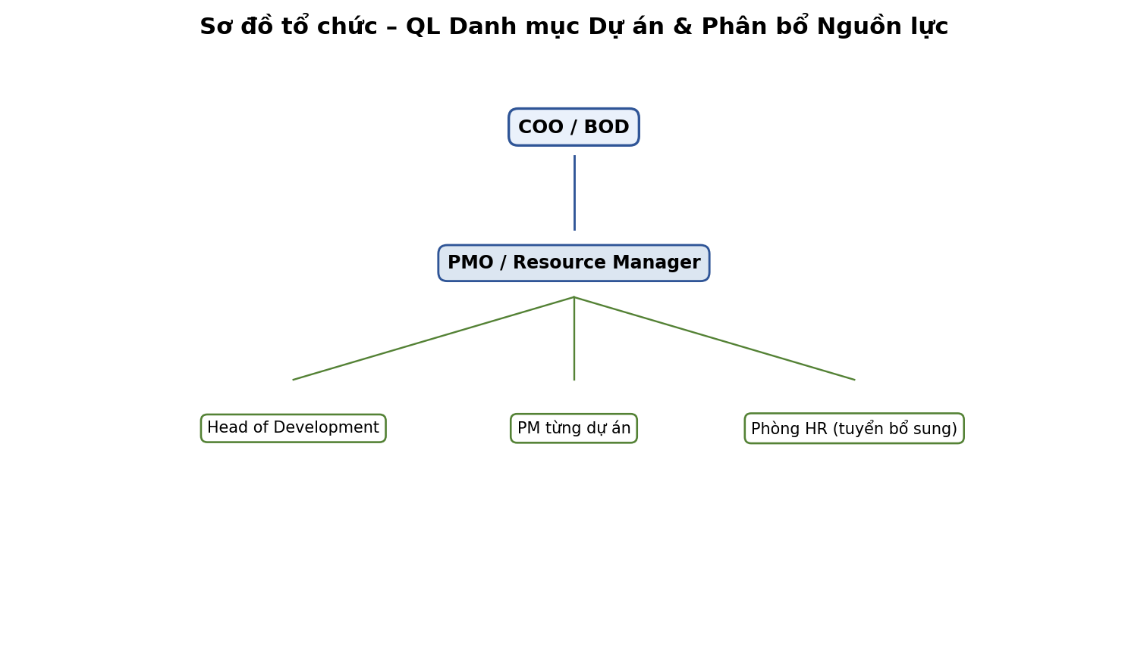 Sơ đồ tổ chức – QL Danh mục Dự án & Phân bổ Nguồn lực
COO / BOD
PMO / Resource Manager
Head of Development
PM từng dự án
Phòng HR (tuyển bổ sung)